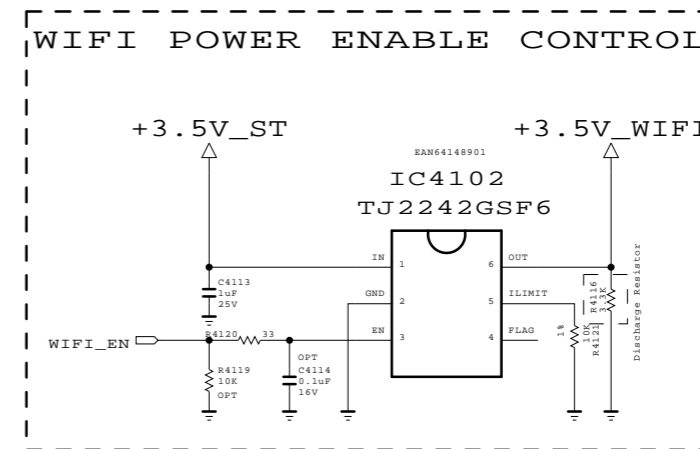 WIFI POWER ENABLE CONTROL
+3.5V_ST
+3.5V_WIFI
EAN64148901
IC4102
TJ2242GSF6
IN
1
6
OUT
C4113
1uF
25V
GND
2
5
ILIMIT
R4116
3.3K
Discharge Resistor
WIFI_EN
R4120
33
EN
3
4
FLAG
1%
10K
R4121
R4119
10K
OPT
OPT
C4114
0.1uF
16V